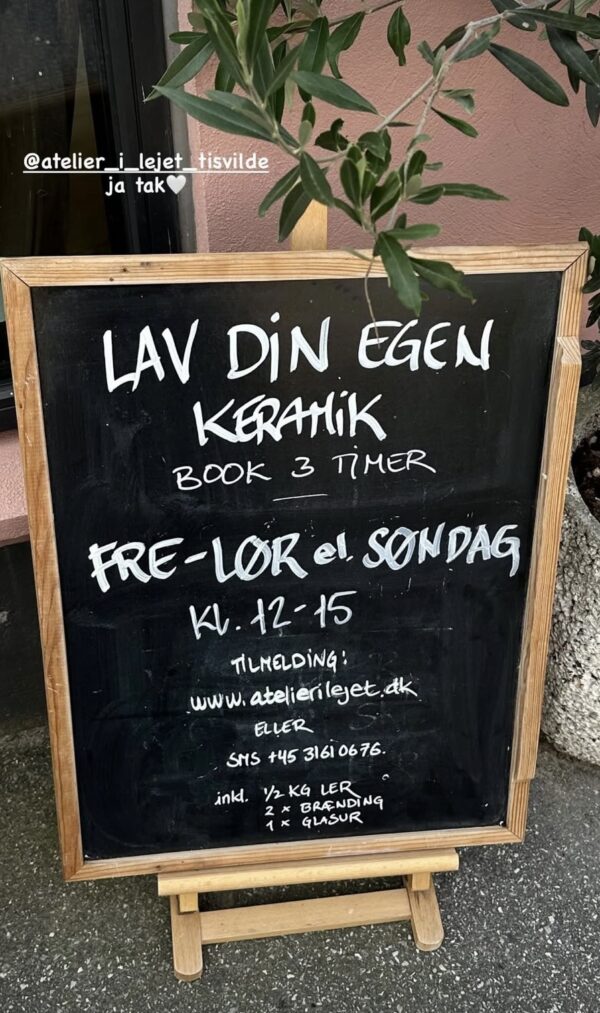 @atelier_i_lejet_tisvilde
ja tak🤍
LAV DIN EGEN
KERAMIK
BOOK 3 TIMER
FRE-LØR el. SØNDAG
KL. 12-15
TILMELDING:
www.atelierilejet.dk
ELLER
SMS +45 31610676.
inkl. 1/2 KG LER
2 x BRÆNDING
1 x GLASUR